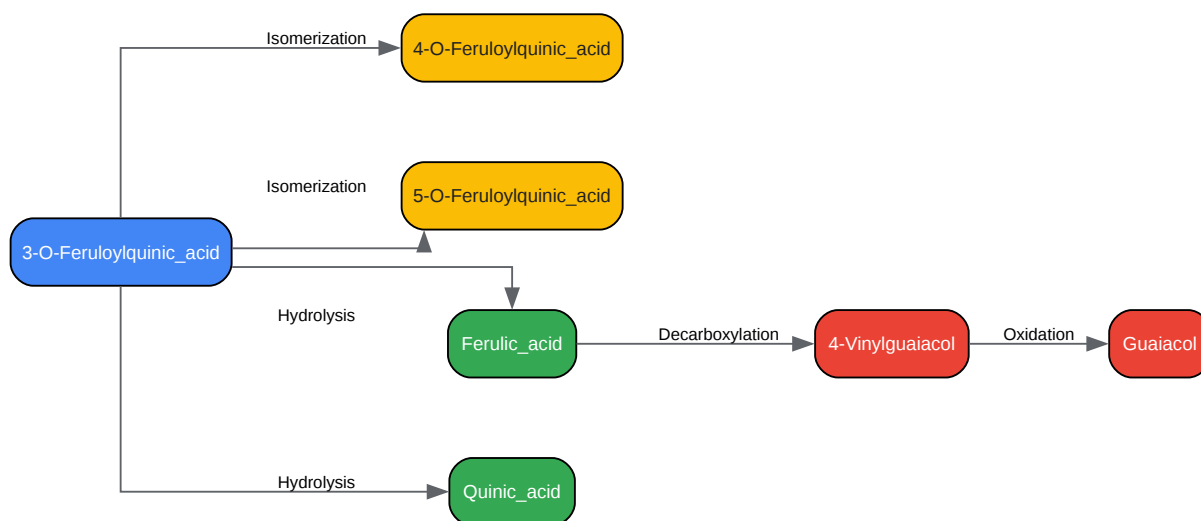 Isomerization
4-O-Feruloylquinic_acid
Isomerization
5-O-Feruloylquinic_acid
3-O-Feruloylquinic_acid
Hydrolysis
Ferulic_acid
Decarboxylation
4-Vinylguaiacol
Oxidation
Guaiacol
Hydrolysis
Quinic_acid